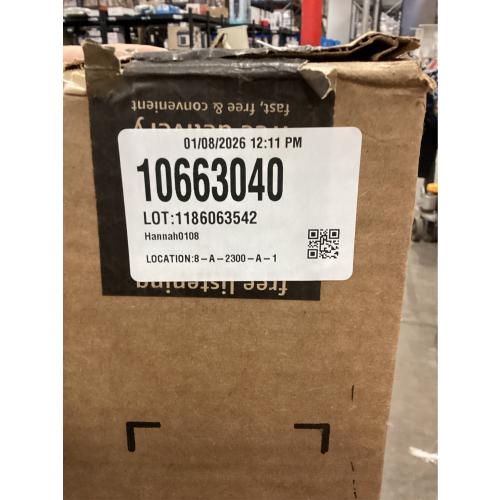 fast, free & convenient
free delivery
01/08/2026 12:11 PM
10663040
LOT:1186063542
Hannah0108
LOCATION:8-A-2300-A-1
free listening